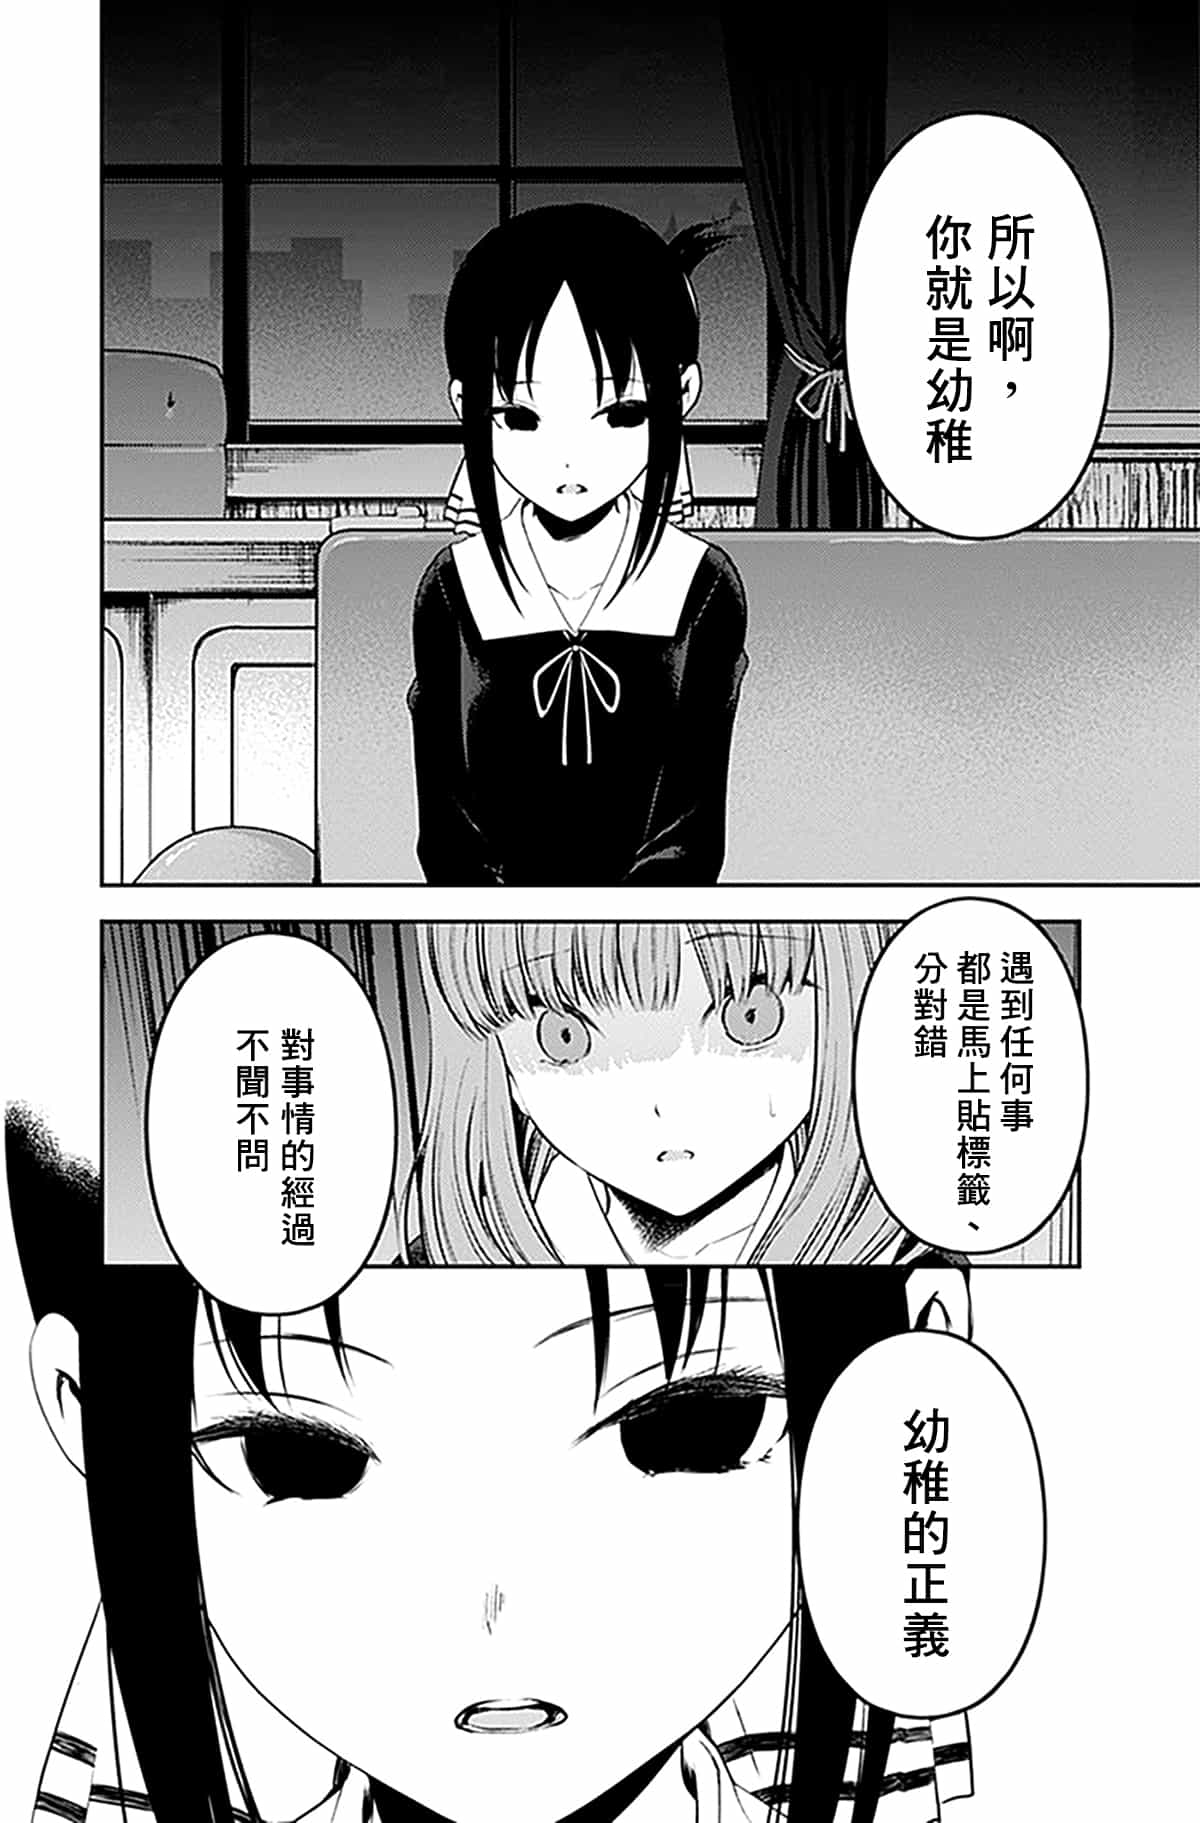 所以啊，
你就是幼稚
遇到任何事
都是馬上貼標籤、
分對錯
對事情的經過
不聞不問
幼稚的正義